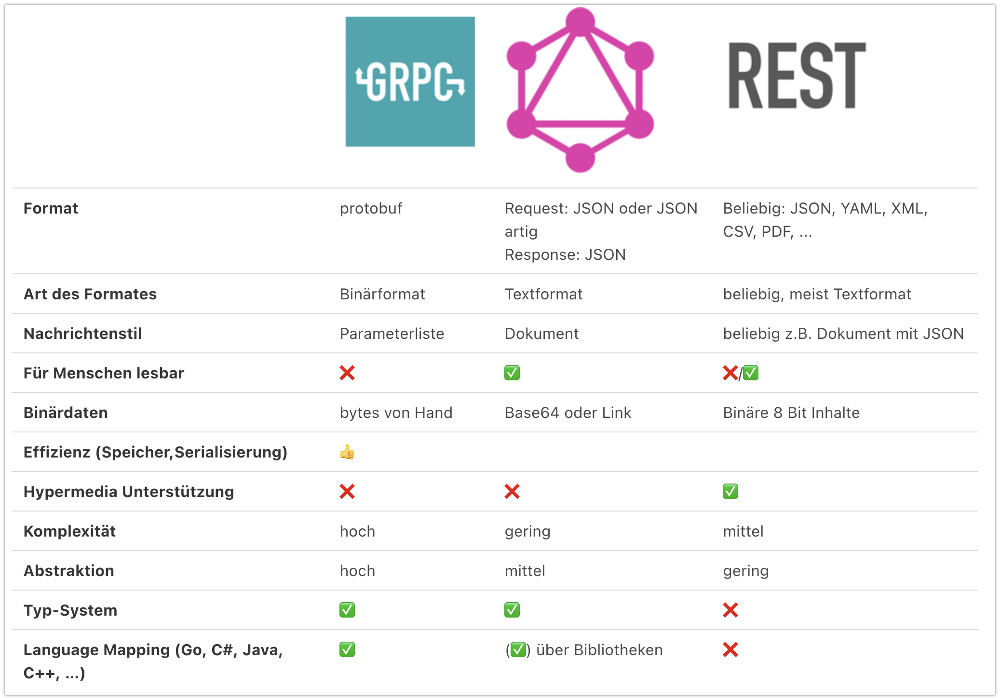 GRPC
REST
Format
protobuf
Request: JSON oder JSON
artig
Response: JSON
Beliebig: JSON, YAML, XML,
CSV, PDF, ...
Art des Formates
Binärformat
Textformat
beliebig, meist Textformat
Nachrichtenstil
Parameterliste
Dokument
beliebig z.B. Dokument mit JSON
Für Menschen lesbar
❌
✅
❌/✅
Binärdaten
bytes von Hand
Base64 oder Link
Binäre 8 Bit Inhalte
Effizienz (Speicher,Serialisierung)
👍
Hypermedia Unterstützung
❌
❌
✅
Komplexität
hoch
gering
mittel
Abstraktion
hoch
mittel
gering
Typ-System
✅
✅
❌
Language Mapping (Go, C#, Java,
C++, ...)
✅
(✅) über Bibliotheken
❌